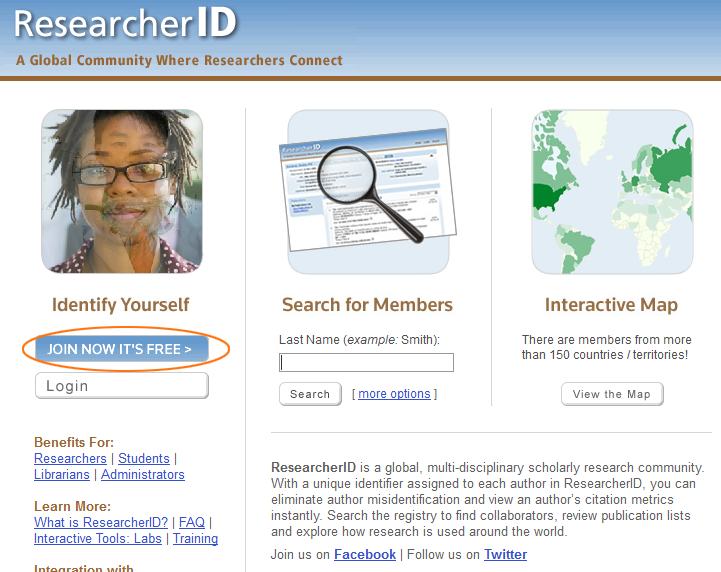 ResearcherID
A Global Community Where Researchers Connect
Identify Yourself
JOIN NOW IT'S FREE >
Login
Benefits For:
Researchers | Students |
Librarians | Administrators
Learn More:
What is ResearcherID? | FAQ |
Interactive Tools: Labs | Training
Integration with
Search for Members
Last Name (example: Smith):
Search [ more options ]
Interactive Map
There are members from more
than 150 countries / territories!
View the Map
ResearcherID is a global, multi-disciplinary scholarly research community.
With a unique identifier assigned to each author in ResearcherID, you can
eliminate author misidentification and view an author's citation metrics
instantly. Search the registry to find collaborators, review publication lists
and explore how research is used around the world.
Join us on Facebook | Follow us on Twitter
ResearcherID